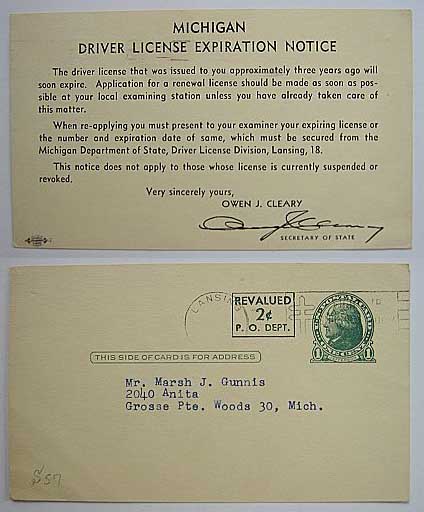 MICHIGAN
DRIVER LICENSE EXPIRATION NOTICE
The driver license that was issued to you approximately three years ago will
soon expire. Application for a renewal license should be made as soon as pos-
sible at your local examining station unless you have already taken care of
this matter.
When re-applying you must present to your examiner your expiring license or
the number and expiration date of same, which must be secured from the
Michigan Department of State, Driver License Division, Lansing, 18.
This notice does not apply to those whose license is currently suspended or
revoked.
Very sincerely yours,
OWEN J. CLEARY
Owen J. Cleary
SECRETARY OF STATE
LANSING
REVALUED
2¢
P. O. DEPT.
1 1
THIS SIDE OF CARD IS FOR ADDRESS
Mr. Marsh J. Gunnis
2040 Anita
Grosse Pte. Woods 30, Mich.